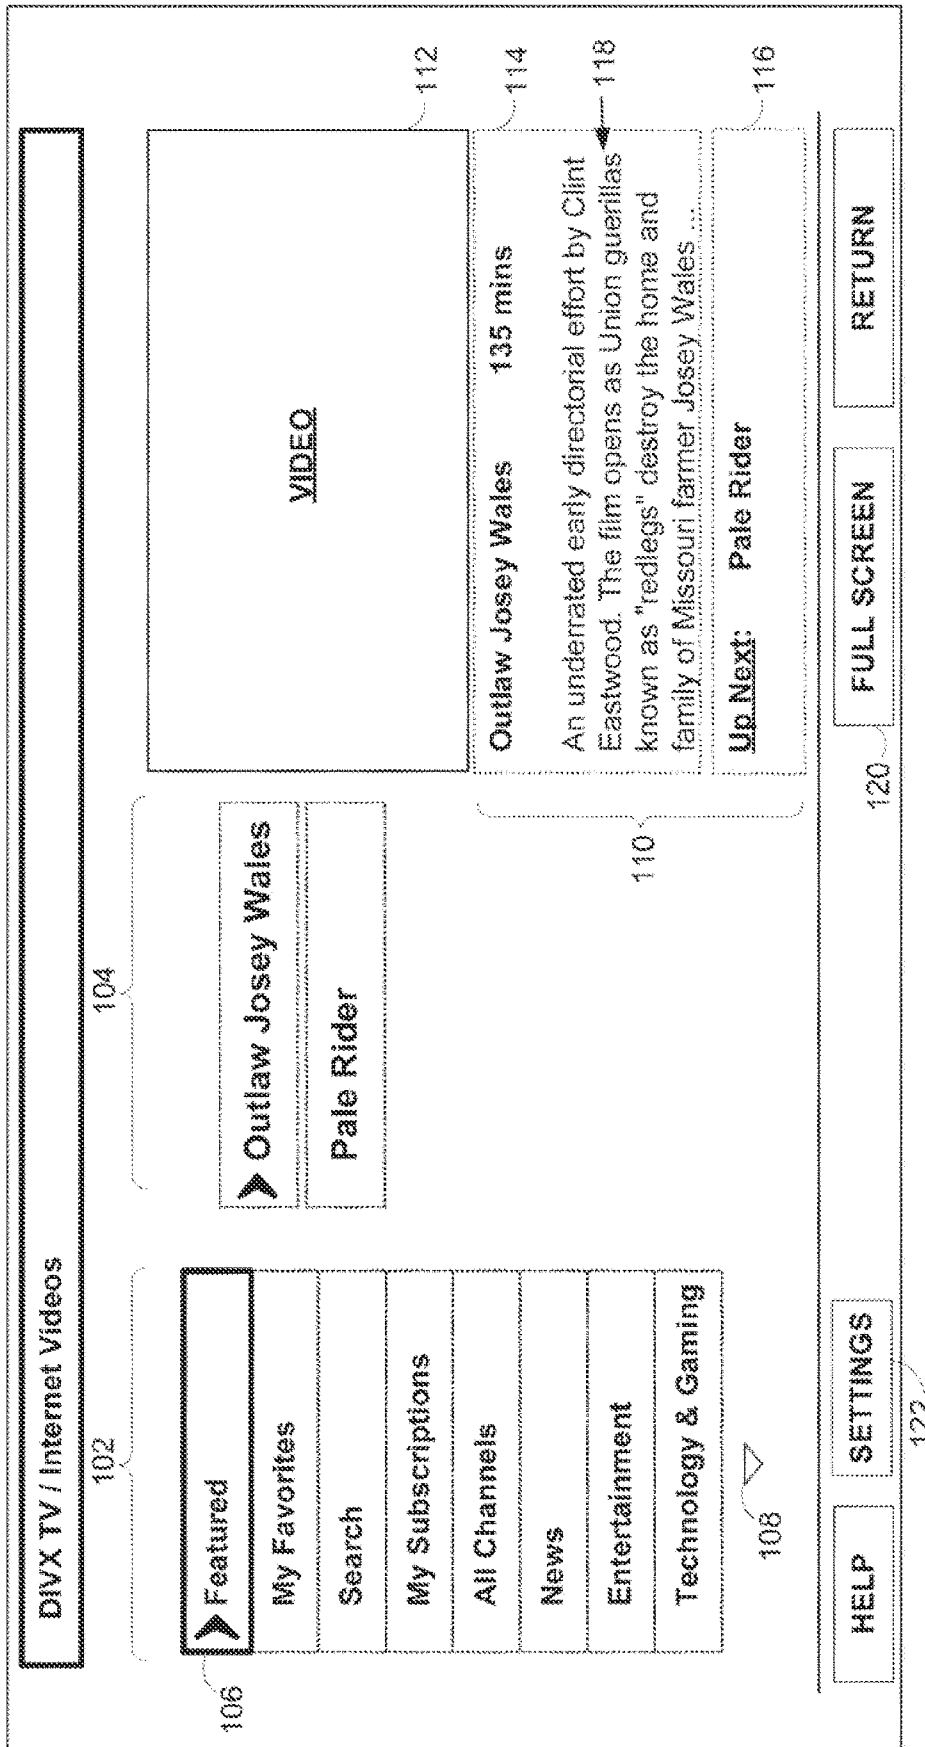 DIVX TV / Internet Videos
102
104
106
Featured
My Favorites
Search
My Subscriptions
All Channels
News
Entertainment
Technology & Gaming
108
Outlaw Josey Wales
Pale Rider
VIDEO
112
Outlaw Josey Wales 135 mins
114
An underrated early directorial effort by Clint
Eastwood. The film opens as Union guerillas
118
known as "redlegs" destroy the home and
family of Missouri farmer Josey Wales ...
110
Up Next: Pale Rider
116
HELP
SETTINGS
FULL SCREEN
RETURN
120
122